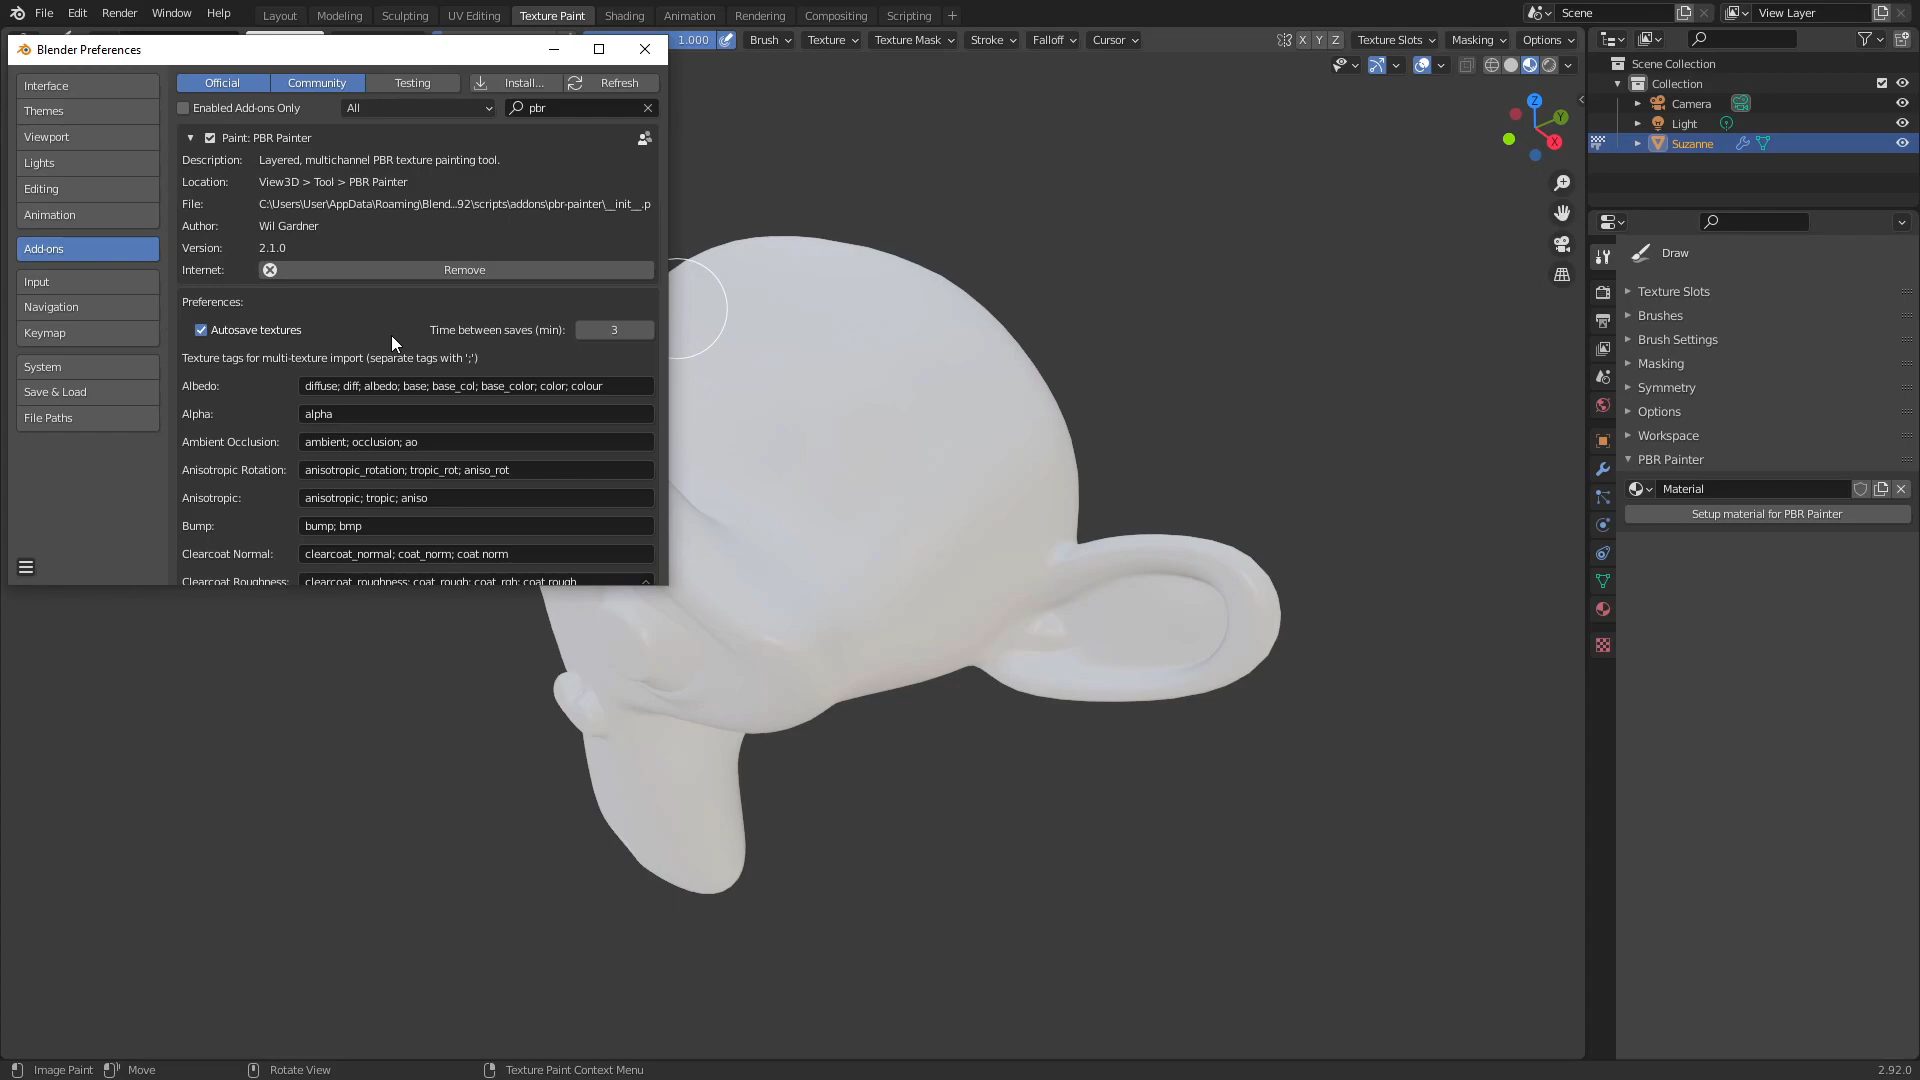 File Edit Render Window Help Layout Modeling Sculpting UV Editing Texture Paint Shading Animation Rendering Compositing Scripting + Scene View Layer
1.000 Brush Texture Texture Mask Stroke Falloff Cursor X Y Z Texture Slots Masking Options
Blender Preferences
Interface
Themes
Viewport
Lights
Editing
Animation
Add-ons
Input
Navigation
Keymap
System
Save & Load
File Paths
Official Community Testing Install... Refresh
Enabled Add-ons Only All pbr
Paint: PBR Painter
Description: Layered, multichannel PBR texture painting tool.
Location: View3D > Tool > PBR Painter
File: C:\Users\User\AppData\Roaming\Blend...92\scripts\addons\pbr-painter\__init__.p
Author: Wil Gardner
Version: 2.1.0
Internet: Remove
Preferences:
Autosave textures Time between saves (min): 3
Texture tags for multi-texture import (separate tags with ';')
Albedo: diffuse; diff; albedo; base; base_col; base_color; color; colour
Alpha: alpha
Ambient Occlusion: ambient; occlusion; ao
Anisotropic Rotation: anisotropic_rotation; tropic_rot; aniso_rot
Anisotropic: anisotropic; tropic; aniso
Bump: bump; bmp
Clearcoat Normal: clearcoat_normal; coat_norm; coat norm
Clearcoat Roughness: clearcoat_roughness; coat_rough; coat_rgh; coat rough
Z
Y
X
Scene Collection
Collection
Camera
Light
Suzanne
Draw
Texture Slots
Brushes
Brush Settings
Masking
Symmetry
Options
Workspace
PBR Painter
Material
Setup material for PBR Painter
Image Paint Move Rotate View Texture Paint Context Menu 2.92.0